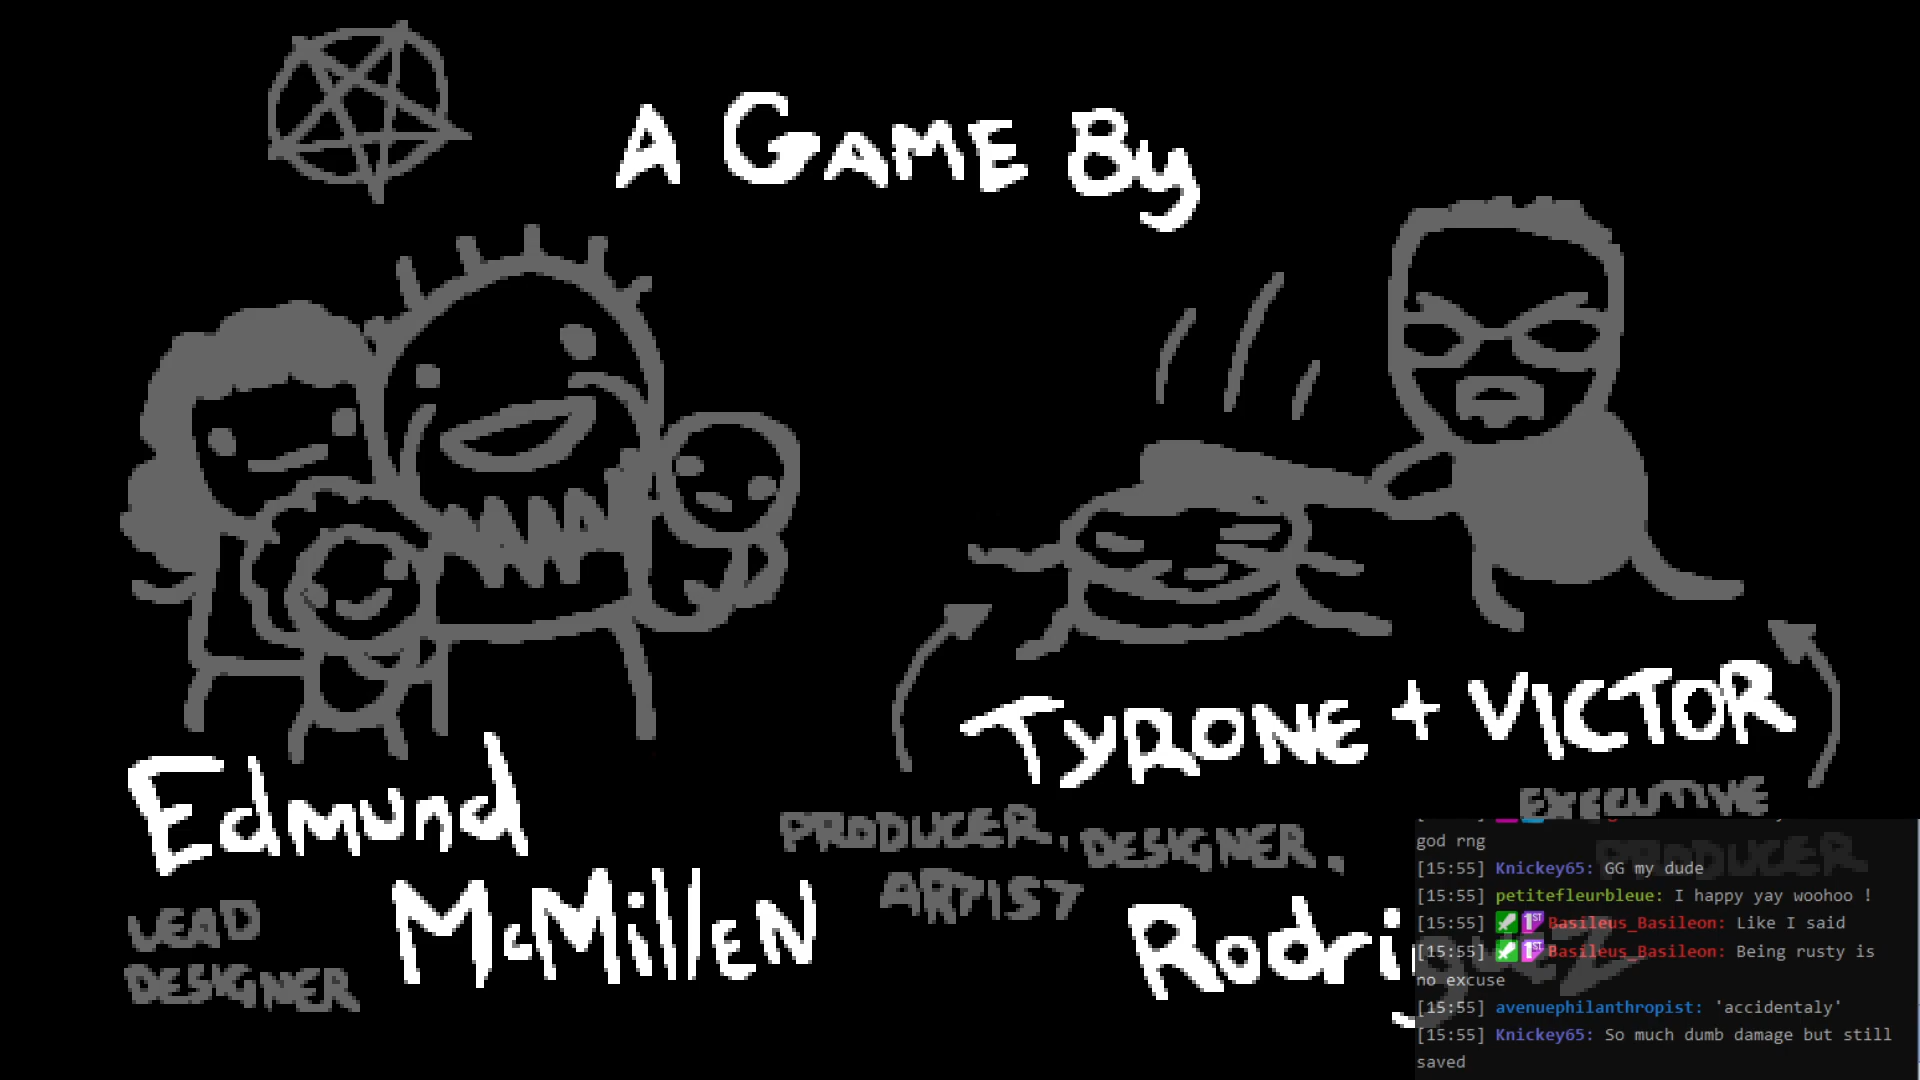 A GAME By
Edmund
McMillEN
LEAD
DESIGNER
TYRONE + VICTOR
PRODUCER.
DESIGNER.
ARTIST
EXECUTIVE
PRODUCER
Rodriguez
god rng
[15:55] Knickey65: GG my dude
[15:55] petitefleurbleue: I happy yay woohoo !
[15:55] Basileus_Basileon: Like I said
[15:55] Basileus_Basileon: Being rusty is
no excuse
[15:55] avenuephilanthropist: 'accidentaly'
[15:55] Knickey65: So much dumb damage but still
saved